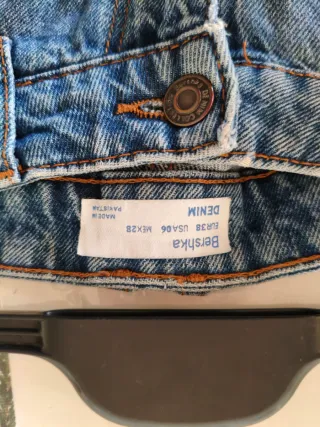 Bershka
EUR38 USA06 MEX28
DENIM
MADE IN
PAKISTAN